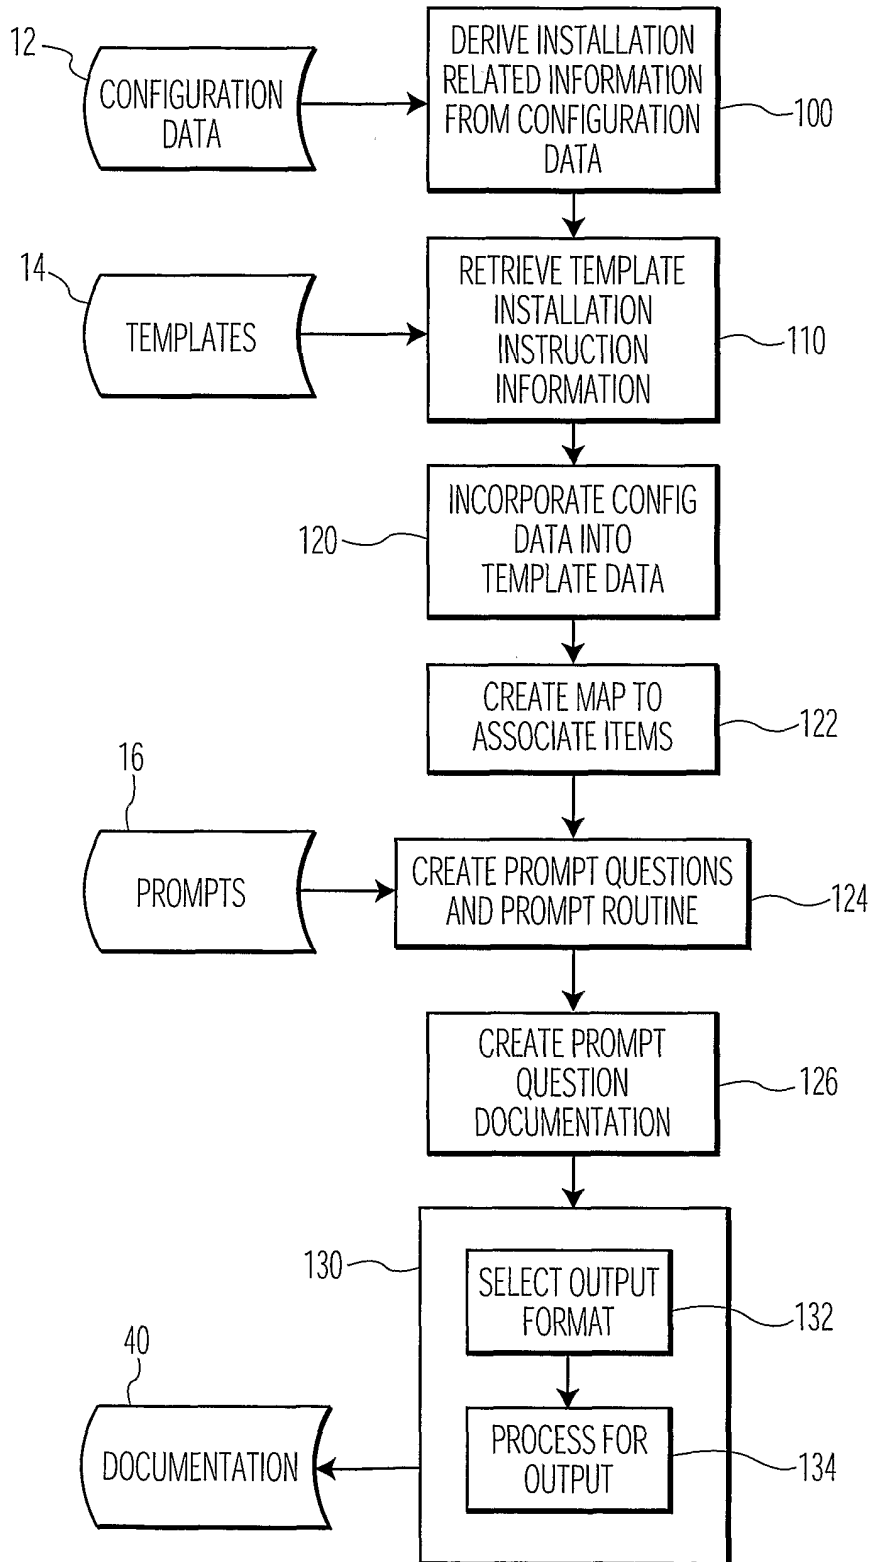 12
CONFIGURATION
DATA
DERIVE INSTALLATION
RELATED INFORMATION
FROM CONFIGURATION
DATA
100
14
TEMPLATES
RETRIEVE TEMPLATE
INSTALLATION
INSTRUCTION
INFORMATION
110
120
INCORPORATE CONFIG
DATA INTO
TEMPLATE DATA
CREATE MAP TO
ASSOCIATE ITEMS
122
16
PROMPTS
CREATE PROMPT QUESTIONS
AND PROMPT ROUTINE
124
CREATE PROMPT
QUESTION
DOCUMENTATION
126
130
SELECT OUTPUT
FORMAT
132
40
DOCUMENTATION
PROCESS FOR
OUTPUT
134